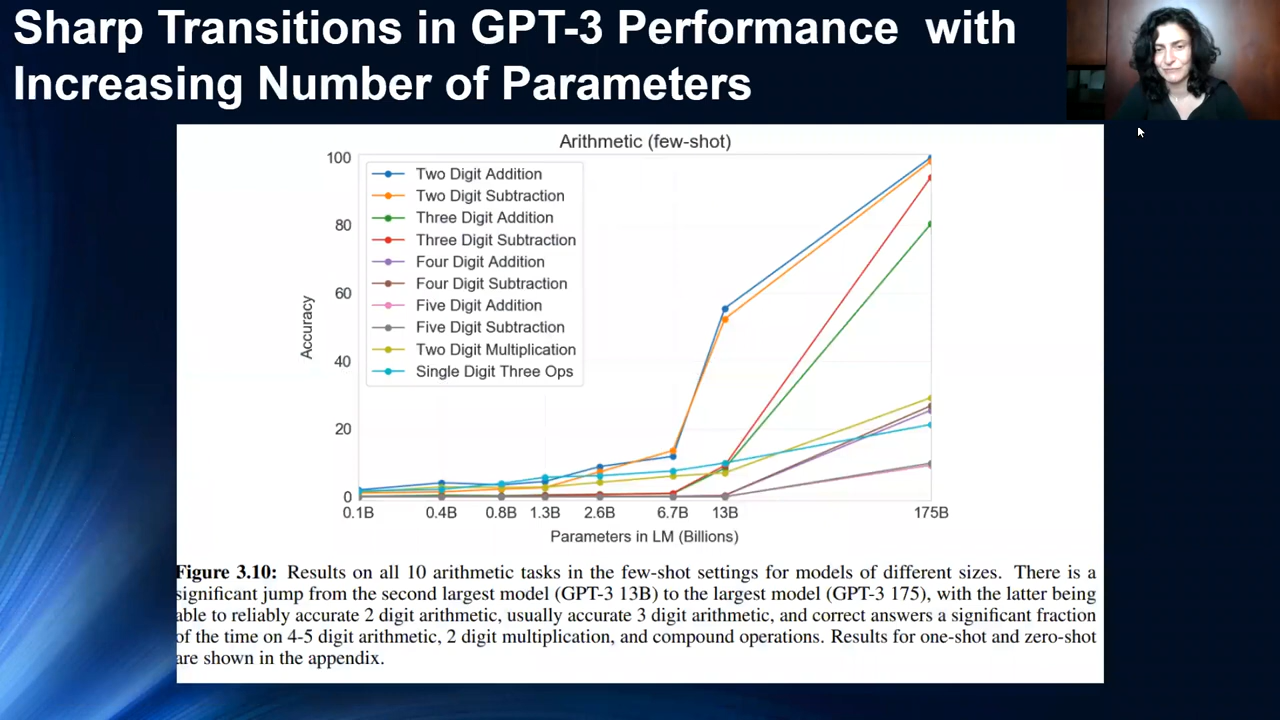 Sharp Transitions in GPT-3 Performance with
Increasing Number of Parameters
Arithmetic (few-shot)
100
80
60
40
20
0
Accuracy
Two Digit Addition
Two Digit Subtraction
Three Digit Addition
Three Digit Subtraction
Four Digit Addition
Four Digit Subtraction
Five Digit Addition
Five Digit Subtraction
Two Digit Multiplication
Single Digit Three Ops
0.1B 0.4B 0.8B 1.3B 2.6B 6.7B 13B 175B
Parameters in LM (Billions)
Figure 3.10: Results on all 10 arithmetic tasks in the few-shot settings for models of different sizes. There is a
significant jump from the second largest model (GPT-3 13B) to the largest model (GPT-3 175), with the latter being
able to reliably accurate 2 digit arithmetic, usually accurate 3 digit arithmetic, and correct answers a significant fraction
of the time on 4-5 digit arithmetic, 2 digit multiplication, and compound operations. Results for one-shot and zero-shot
are shown in the appendix.